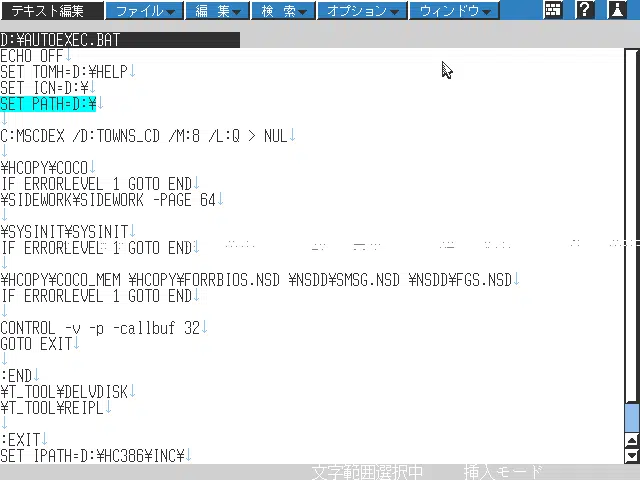 テキスト編集 ファイル 編 集 検 索 オプション ウィンドウ ?
D:¥AUTOEXEC.BAT
ECHO OFF↓
SET TOMH=D:¥HELP↓
SET ICN=D:¥↓
SET PATH=D:¥↓
↓
C:MSCDEX /D:TOWNS_CD /M:8 /L:Q > NUL↓
↓
¥HCOPY¥COCO↓
IF ERRORLEVEL 1 GOTO END↓
¥SIDEWORK¥SIDEWORK -PAGE 64↓
↓
¥SYSINIT¥SYSINIT↓
IF ERRORLEVEL 1 GOTO END↓
↓
¥HCOPY¥COCO_MEM ¥HCOPY¥FORRBIOS.NSD ¥NSDD¥SMSG.NSD ¥NSDD¥FGS.NSD↓
IF ERRORLEVEL 1 GOTO END↓
↓
CONTROL -v -p -callbuf 32↓
GOTO EXIT↓
↓
:END↓
¥T_TOOL¥DELVDISK↓
¥T_TOOL¥REIPL↓
↓
:EXIT↓
SET IPATH=D:¥HC386¥INC¥↓
文字範囲選択中 挿入モード